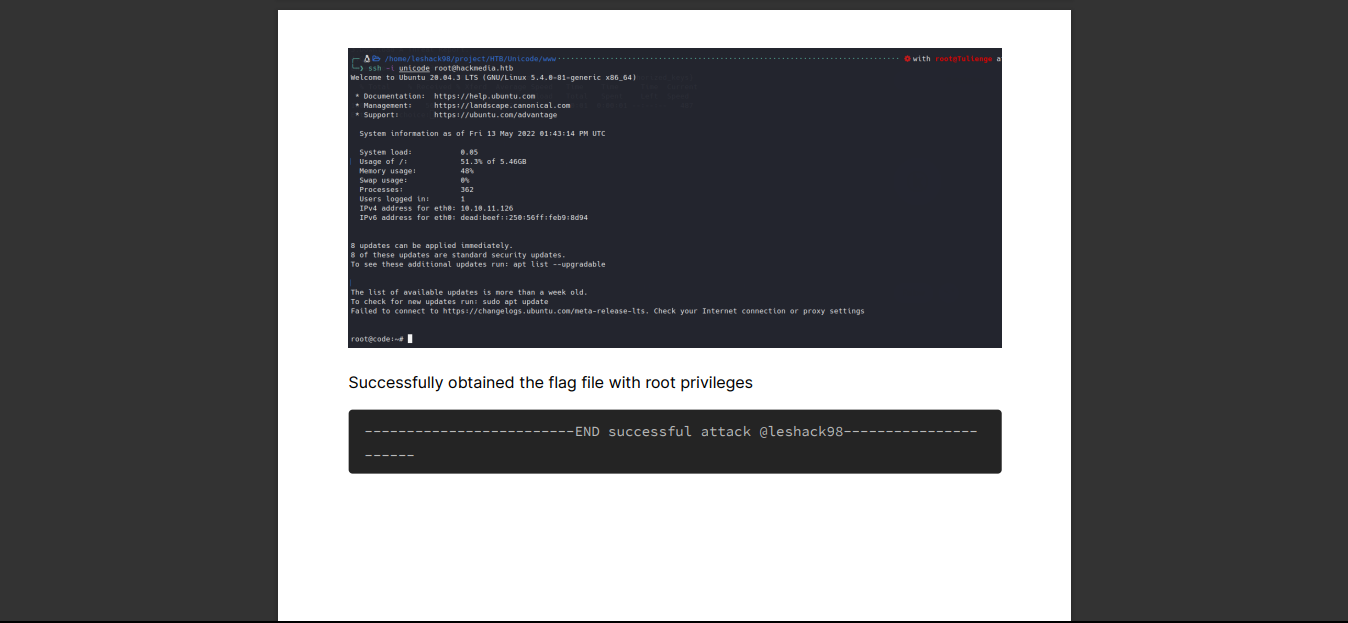 /home/leshack98/project/HTB/Unicode/www with root@Tellenge a
ssh -i unicode root@hackmedia.htb
Welcome to Ubuntu 20.04.3 LTS (GNU/Linux 5.4.0-81-generic x86_64)
* Documentation: https://help.ubuntu.com
* Management: https://landscape.canonical.com
* Support: https://ubuntu.com/advantage
System information as of Fri 13 May 2022 01:43:14 PM UTC
System load: 0.05
Usage of /: 51.3% of 5.46GB
Memory usage: 48%
Swap usage: 0%
Processes: 362
Users logged in: 1
IPv4 address for eth0: 10.10.11.126
IPv6 address for eth0: dead:beef::250:56ff:feb9:8d94
8 updates can be applied immediately.
8 of these updates are standard security updates.
To see these additional updates run: apt list --upgradable
The list of available updates is more than a week old.
To check for new updates run: sudo apt update
Failed to connect to https://changelogs.ubuntu.com/meta-release-lts. Check your Internet connection or proxy settings
root@code:~#
Successfully obtained the flag file with root privileges
-------------------------END successful attack @leshack98----------------
------